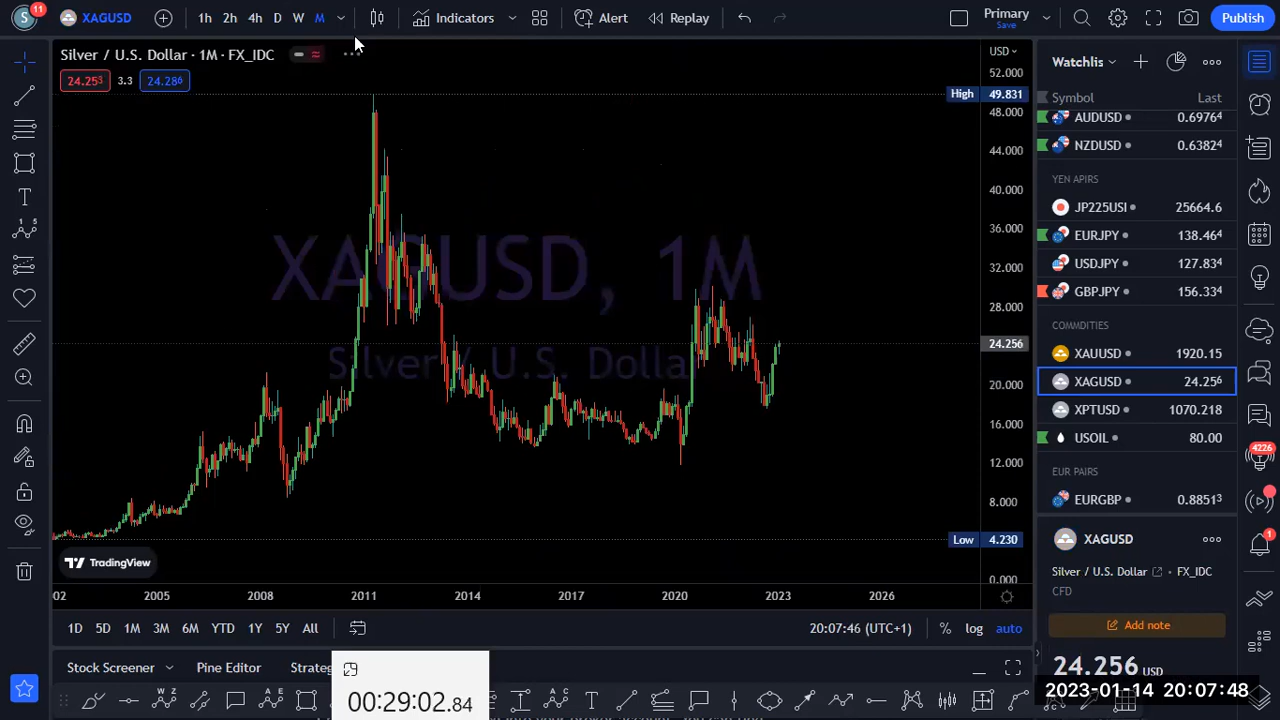 11
XAGUSD
1h 2h 4h D W M
Indicators
Alert
Replay
Primary
Save
Publish
Silver / U.S. Dollar · 1M · FX_IDC
24.253 3.3 24.286
USD
52.000
High 49.831
48.000
44.000
40.000
36.000
32.000
28.000
24.256
20.000
16.000
12.000
8.000
Low 4.230
0.000
XAGUSD, 1M
Silver / U.S. Dollar
TradingView
02 2005 2008 2011 2014 2017 2020 2023 2026
1D 5D 1M 3M 6M YTD 1Y 5Y All
20:07:46 (UTC+1) % log auto
Stock Screener Pine Editor
00:29:02.84
Watchlis
Symbol Last
AUDUSD 0.69764
NZDUSD 0.63824
YEN APIRS
JP225USI 25664.6
EURJPY 138.464
USDJPY 127.834
GBPJPY 156.334
COMMDITIES
XAUUSD 1920.15
XAGUSD 24.256
XPTUSD 1070.218
USOIL 80.00
EUR PAIRS
EURGBP 0.88513
XAGUSD
Silver / U.S. Dollar FX_IDC
CFD
Add note
24.256 USD
2023-01-14 20:07:48
4226
1